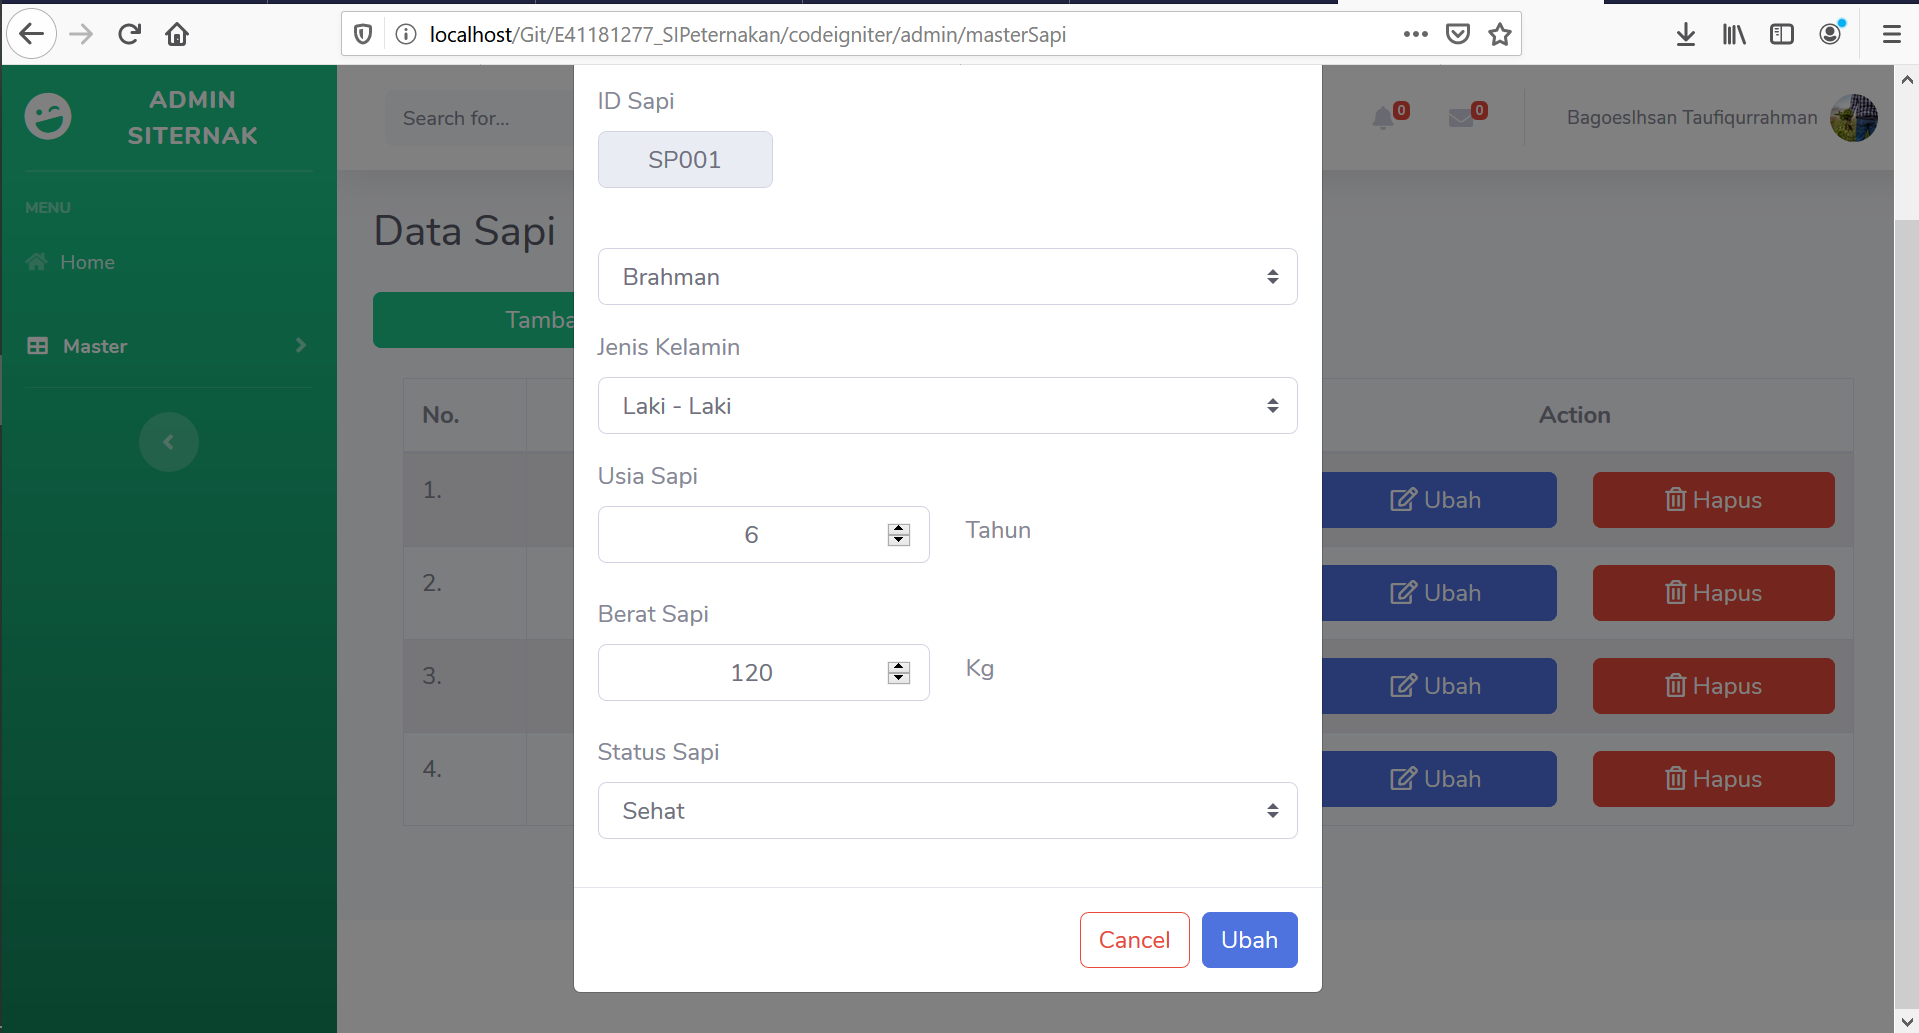 localhost/Git/E41181277_SIPeternakan/codeigniter/admin/masterSapi
ADMIN
SITERNAK
MENU
Home
Master
Search for...
0
0
BagoesIhsan Taufiqurrahman
Data Sapi
No.
Action
1.
Ubah
Hapus
2.
Ubah
Hapus
3.
Ubah
Hapus
4.
Ubah
Hapus
ID Sapi
SP001
Brahman
Jenis Kelamin
Laki - Laki
Usia Sapi
6
Tahun
Berat Sapi
120
Kg
Status Sapi
Sehat
Cancel
Ubah